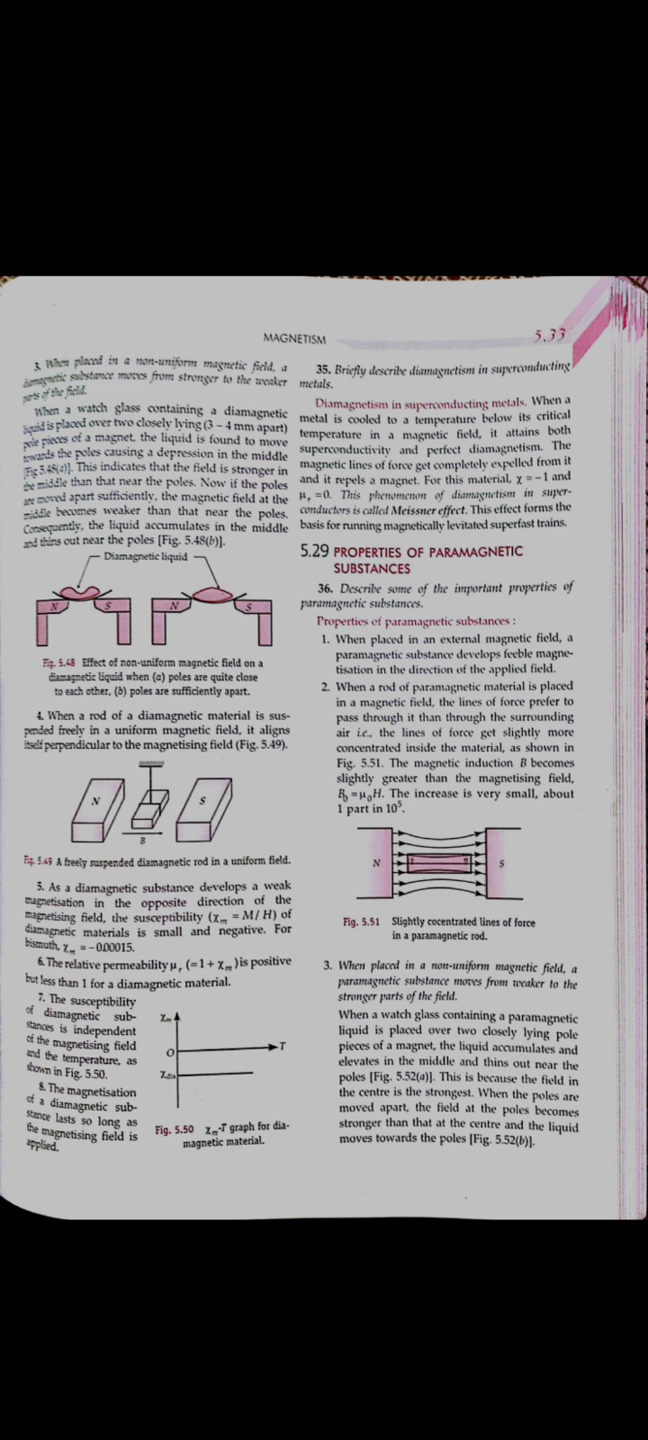 MAGNETISM
5.33
3. When placed in a non-uniform magnetic field, a
diamagnetic substance moves from stronger to the weaker
parts of the field.
When a watch glass containing a diamagnetic
liquid is placed over two closely lying (3 – 4 mm apart)
pole pieces of a magnet, the liquid is found to move
towards the poles causing a depression in the middle
[Fig 5.48(a)]. This indicates that the field is stronger in
the middle than that near the poles. Now if the poles
are moved apart sufficiently, the magnetic field at the
middle becomes weaker than that near the poles.
Consequently, the liquid accumulates in the middle
and thins out near the poles [Fig. 5.48(b)].
Diamagnetic liquid
N S N S
Fig. 5.48 Effect of non-uniform magnetic field on a
diamagnetic liquid when (a) poles are quite close
to each other, (b) poles are sufficiently apart.
4. When a rod of a diamagnetic material is sus-
pended freely in a uniform magnetic field, it aligns
itself perpendicular to the magnetising field (Fig. 5.49).
N S
B
Fig. 5.49 A freely suspended diamagnetic rod in a uniform field.
5. As a diamagnetic substance develops a weak
magnetisation in the opposite direction of the
magnetising field, the susceptibility (χm = M/ H) of
diamagnetic materials is small and negative. For
bismuth, χm = – 0.00015.
6. The relative permeability μr (= 1 + χm) is positive
but less than 1 for a diamagnetic material.
7. The susceptibility
of diamagnetic sub-
stances is independent
of the magnetising field
and the temperature, as
shown in Fig. 5.50.
8. The magnetisation
of a diamagnetic sub-
stance lasts so long as
the magnetising field is
applied.
χm
O
T
χdia
Fig. 5.50 χm-T graph for dia-
magnetic material.
35. Briefly describe diamagnetism in superconducting
metals.
Diamagnetism in superconducting metals. When a
metal is cooled to a temperature below its critical
temperature in a magnetic field, it attains both
superconductivity and perfect diamagnetism. The
magnetic lines of force get completely expelled from it
and it repels a magnet. For this material, χ = – 1 and
μr = 0. This phenomenon of diamagnetism in super-
conductors is called Meissner effect. This effect forms the
basis for running magnetically levitated superfast trains.
5.29 PROPERTIES OF PARAMAGNETIC
SUBSTANCES
36. Describe some of the important properties of
paramagnetic substances.
Properties of paramagnetic substances :
1. When placed in an external magnetic field, a
paramagnetic substance develops feeble magne-
tisation in the direction of the applied field.
2. When a rod of paramagnetic material is placed
in a magnetic field, the lines of force prefer to
pass through it than through the surrounding
air i.e., the lines of force get slightly more
concentrated inside the material, as shown in
Fig. 5.51. The magnetic induction B becomes
slightly greater than the magnetising field,
B0 = μ0H. The increase is very small, about
1 part in 10⁵.
N S
Fig. 5.51 Slightly cocentrated lines of force
in a paramagnetic rod.
3. When placed in a non-uniform magnetic field, a
paramagnetic substance moves from weaker to the
stronger parts of the field.
When a watch glass containing a paramagnetic
liquid is placed over two closely lying pole
pieces of a magnet, the liquid accumulates and
elevates in the middle and thins out near the
poles [Fig. 5.52(a)]. This is because the field in
the centre is the strongest. When the poles are
moved apart, the field at the poles becomes
stronger than that at the centre and the liquid
moves towards the poles [Fig. 5.52(b)].